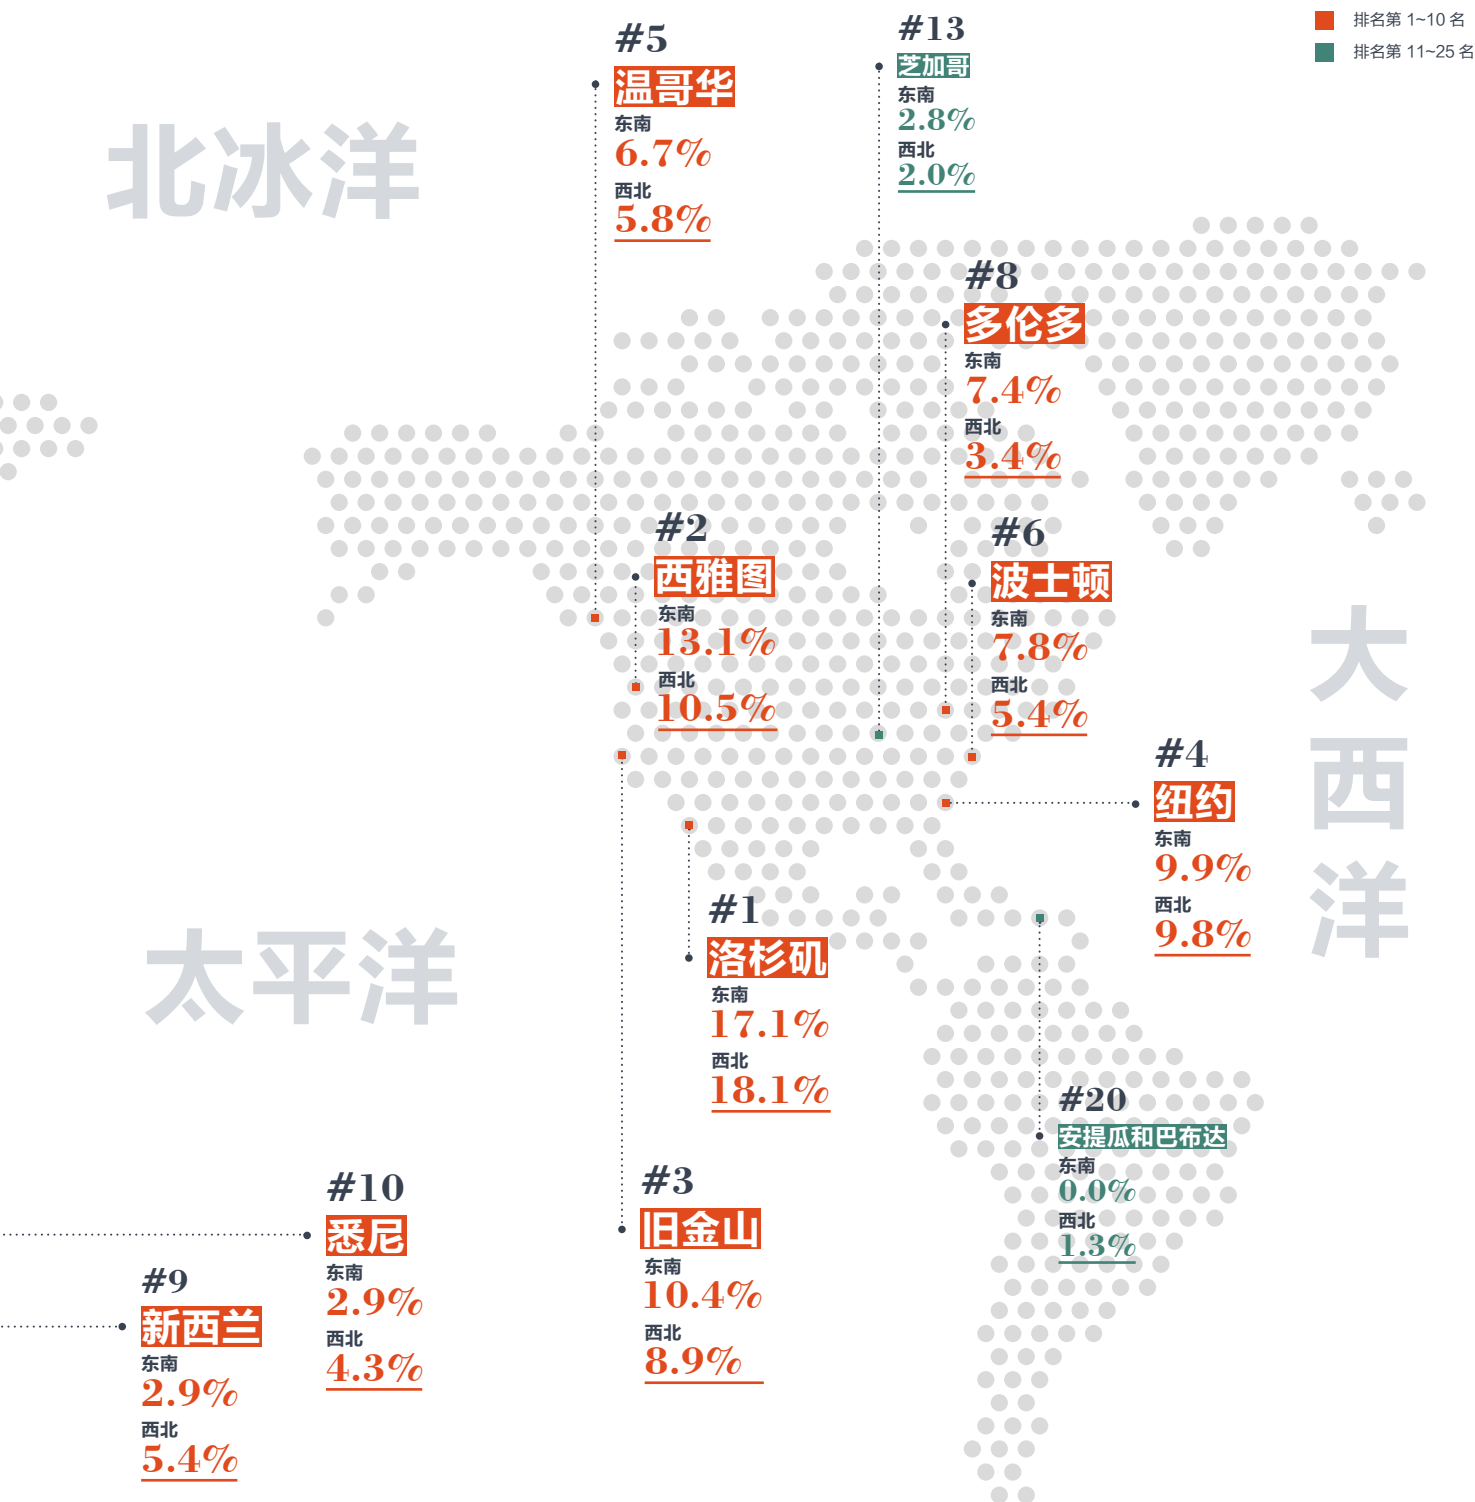 排名第 1~10 名
排名第 11~25 名
北冰洋
#5
温哥华
东南
6.7%
西北
5.8%
#13
芝加哥
东南
2.8%
西北
2.0%
#8
多伦多
东南
7.4%
西北
3.4%
#2
西雅图
东南
13.1%
西北
10.5%
#6
波士顿
东南
7.8%
西北
5.4%
大西洋
#4
纽约
东南
9.9%
西北
9.8%
太平洋
#1
洛杉矶
东南
17.1%
西北
18.1%
#20
安提瓜和巴布达
东南
0.0%
西北
1.3%
#3
旧金山
东南
10.4%
西北
8.9%
#10
悉尼
东南
2.9%
西北
4.3%
#9
新西兰
东南
2.9%
西北
5.4%